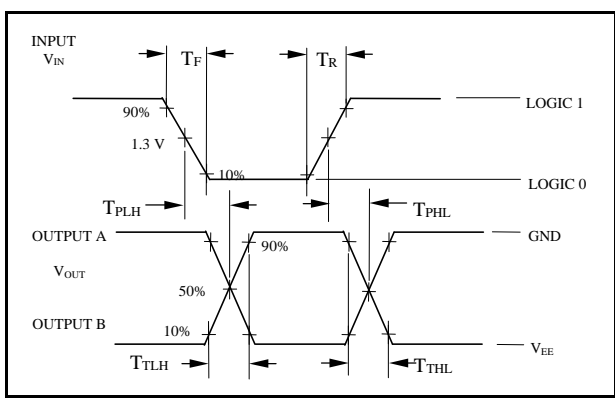 INPUT
VIN
TF
TR
90%
LOGIC 1
1.3 V
10%
LOGIC 0
TPLH
TPHL
OUTPUT A
90%
GND
VOUT
50%
OUTPUT B
10%
VEE
TTLH
TTHL